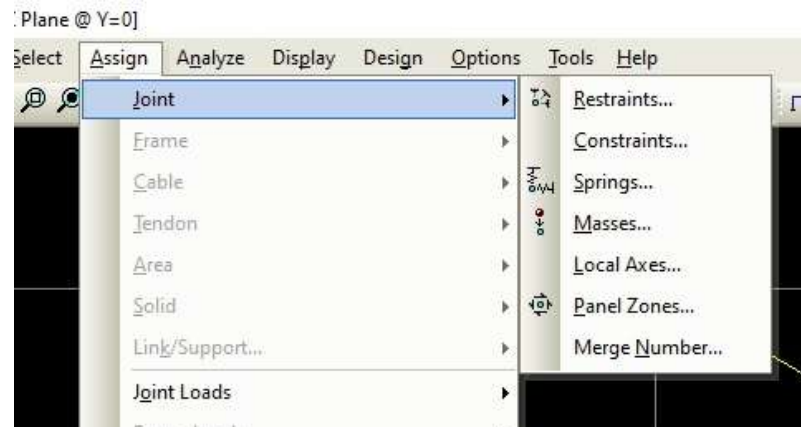 Plane @ Y=0]
Select Assign Analyze Display Design Options Tools Help
Joint
Restraints...
Frame
Constraints...
Cable
Springs...
Tendon
Masses...
Area
Local Axes...
Solid
Panel Zones...
Link/Support...
Merge Number...
Joint Loads